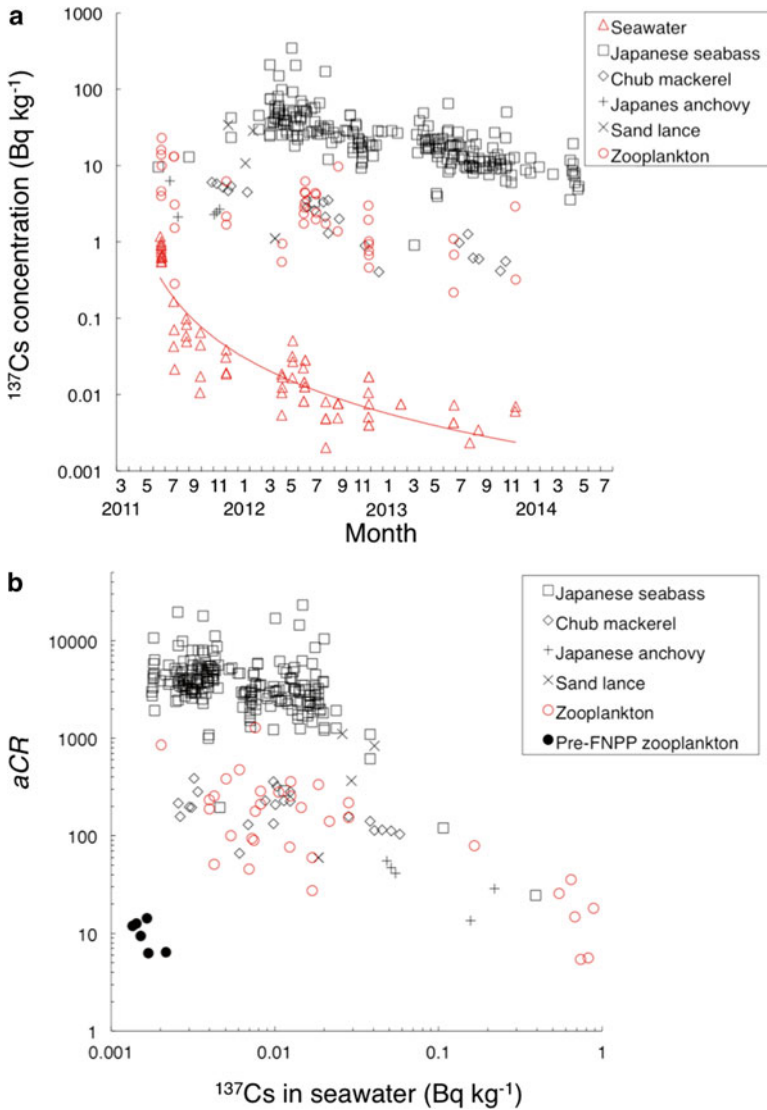 a
1000
100
10
1
0.1
0.01
0.001
¹³⁷Cs concentration (Bq kg⁻¹)
Seawater
Japanese seabass
Chub mackerel
Japanes anchovy
Sand lance
Zooplankton
3 5 7 9 11 1 3 5 7 9 11 1 3 5 7 9 11 1 3 5 7
2011 2012 2013 2014
Month
b
10000
1000
100
10
1
aCR
Japanese seabass
Chub mackerel
Japanese anchovy
Sand lance
Zooplankton
Pre-FNPP zooplankton
0.001 0.01 0.1 1
¹³⁷Cs in seawater (Bq kg⁻¹)